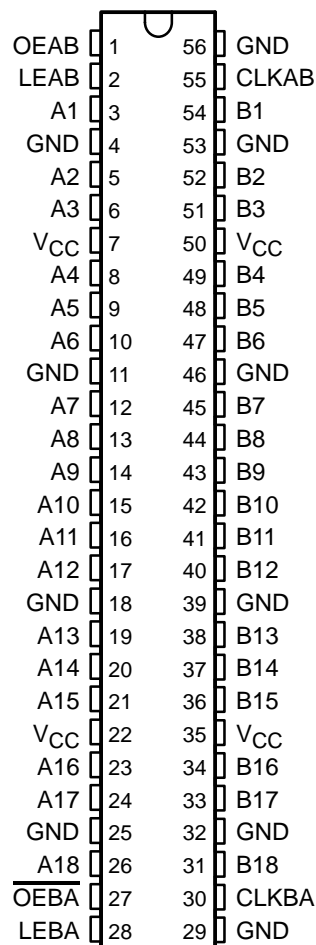 OEAB 1 56 GND
LEAB 2 55 CLKAB
A1 3 54 B1
GND 4 53 GND
A2 5 52 B2
A3 6 51 B3
VCC 7 50 VCC
A4 8 49 B4
A5 9 48 B5
A6 10 47 B6
GND 11 46 GND
A7 12 45 B7
A8 13 44 B8
A9 14 43 B9
A10 15 42 B10
A11 16 41 B11
A12 17 40 B12
GND 18 39 GND
A13 19 38 B13
A14 20 37 B14
A15 21 36 B15
VCC 22 35 VCC
A16 23 34 B16
A17 24 33 B17
GND 25 32 GND
A18 26 31 B18
O̅E̅B̅A̅ 27 30 CLKBA
LEBA 28 29 GND